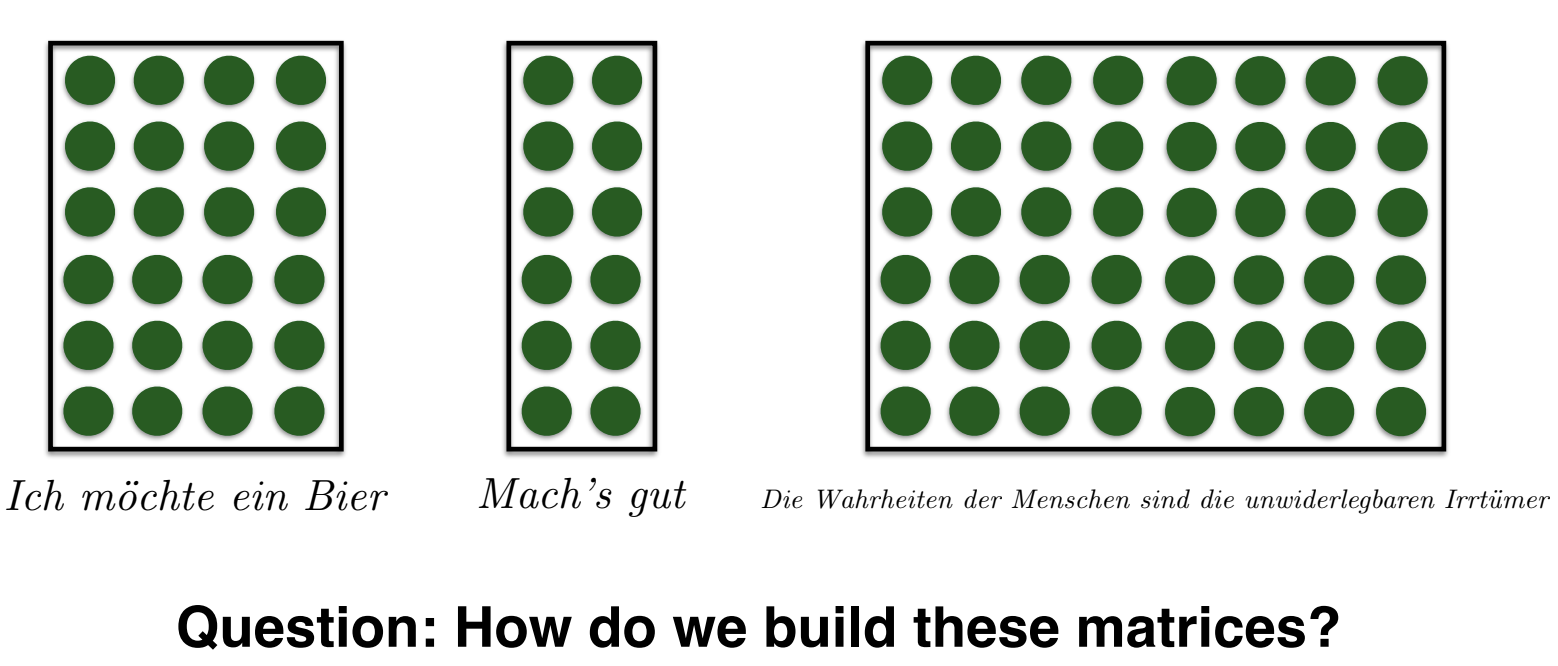 Ich möchte ein Bier
Mach's gut
Die Wahrheiten der Menschen sind die unwiderlegbaren Irrtümer
Question: How do we build these matrices?